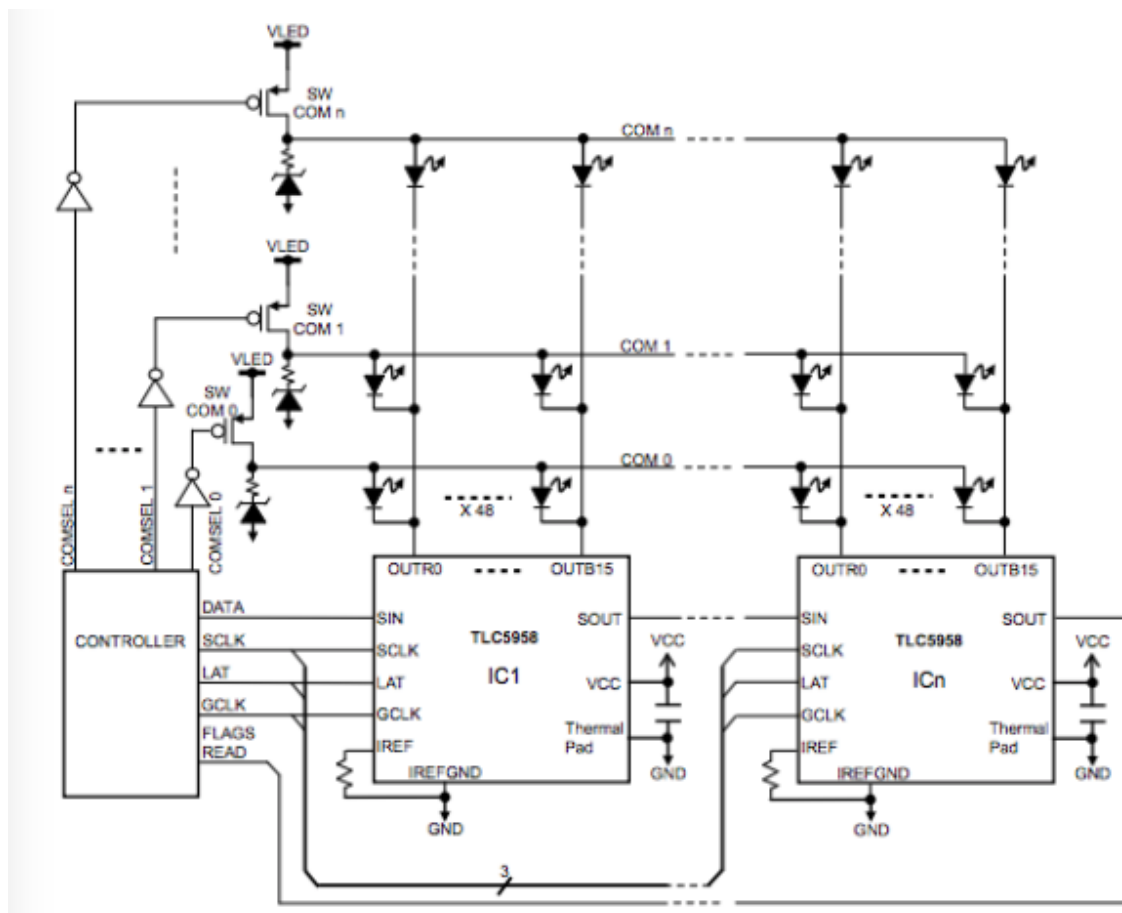 VLED
SW
COM n
COM n
VLED
SW
COM 1
COM 1
VLED
SW
COM 0
COM 0
X 48
X 48
COMSEL n
COMSEL 1
COMSEL 0
OUTR0
OUTB15
OUTR0
OUTB15
CONTROLLER
DATA
SCLK
LAT
GCLK
FLAGS
READ
SIN
SOUT
TLC5958
SCLK
IC1
LAT
VCC
GCLK
Thermal
Pad
IREF
IREFGND
GND
VCC
GND
SIN
SOUT
TLC5958
SCLK
ICn
LAT
VCC
GCLK
Thermal
Pad
IREF
IREFGND
GND
VCC
GND
3